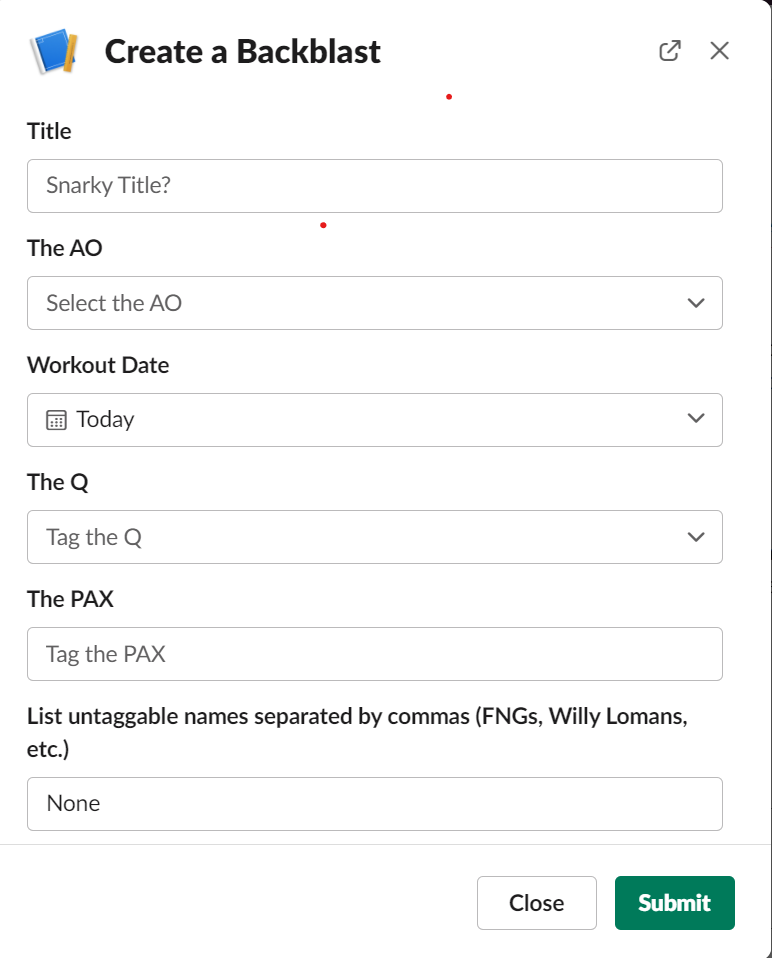 Create a Backblast
Title
Snarky Title?
The AO
Select the AO
Workout Date
Today
The Q
Tag the Q
The PAX
Tag the PAX
List untaggable names separated by commas (FNGs, Willy Lomans,
etc.)
None
Close
Submit